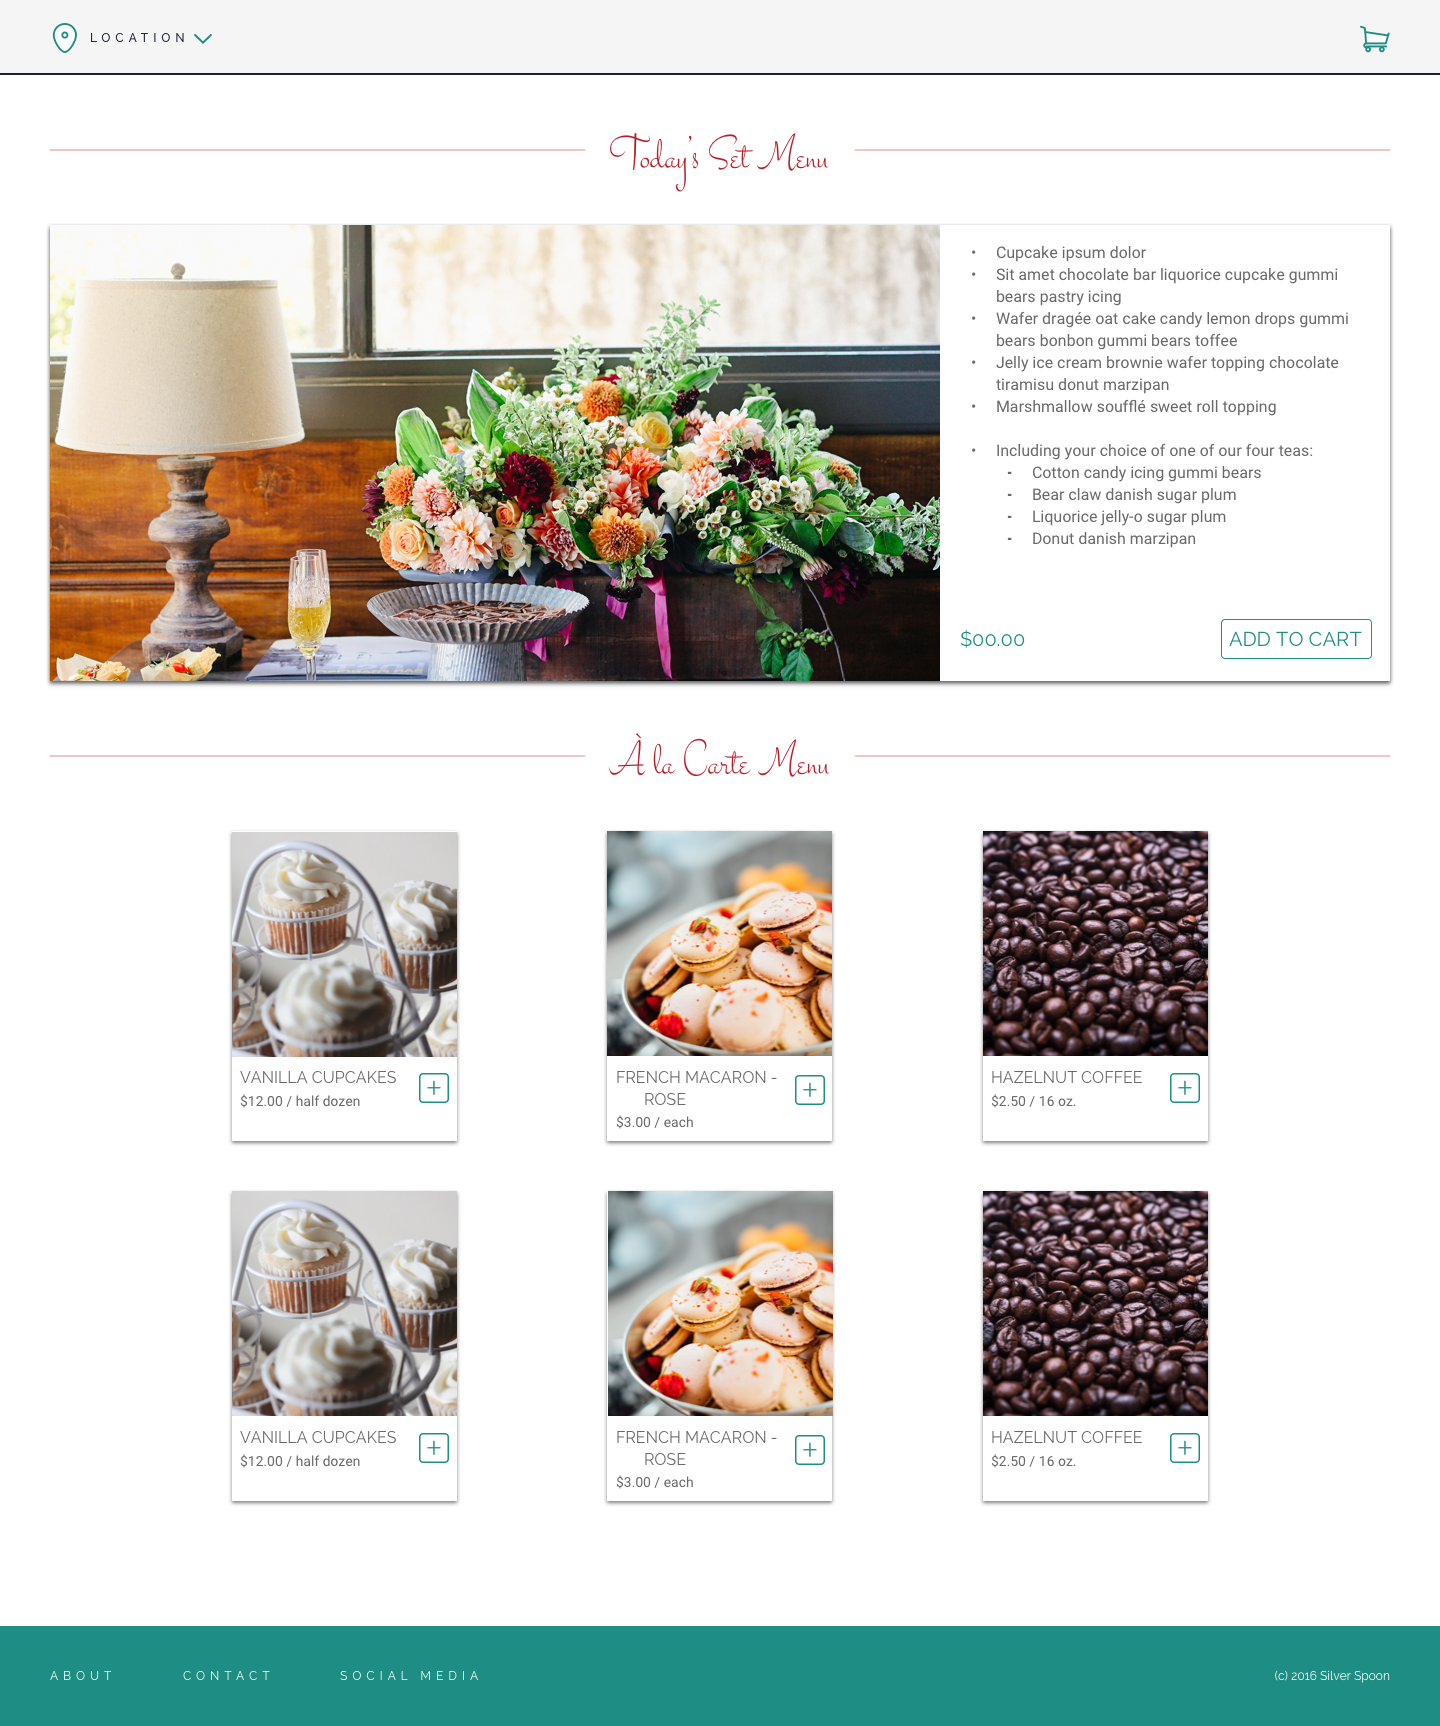 LOCATION
Today's Set Menu
• Cupcake ipsum dolor
• Sit amet chocolate bar liquorice cupcake gummi
bears pastry icing
• Wafer dragée oat cake candy lemon drops gummi
bears bonbon gummi bears toffee
• Jelly ice cream brownie wafer topping chocolate
tiramisu donut marzipan
• Marshmallow soufflé sweet roll topping
• Including your choice of one of our four teas:
- Cotton candy icing gummi bears
- Bear claw danish sugar plum
- Liquorice jelly-o sugar plum
- Donut danish marzipan
$00.00
ADD TO CART
À la Carte Menu
VANILLA CUPCAKES
$12.00 / half dozen
FRENCH MACARON -
ROSE
$3.00 / each
HAZELNUT COFFEE
$2.50 / 16 oz.
VANILLA CUPCAKES
$12.00 / half dozen
FRENCH MACARON -
ROSE
$3.00 / each
HAZELNUT COFFEE
$2.50 / 16 oz.
ABOUT
CONTACT
SOCIAL MEDIA
(c) 2016 Silver Spoon